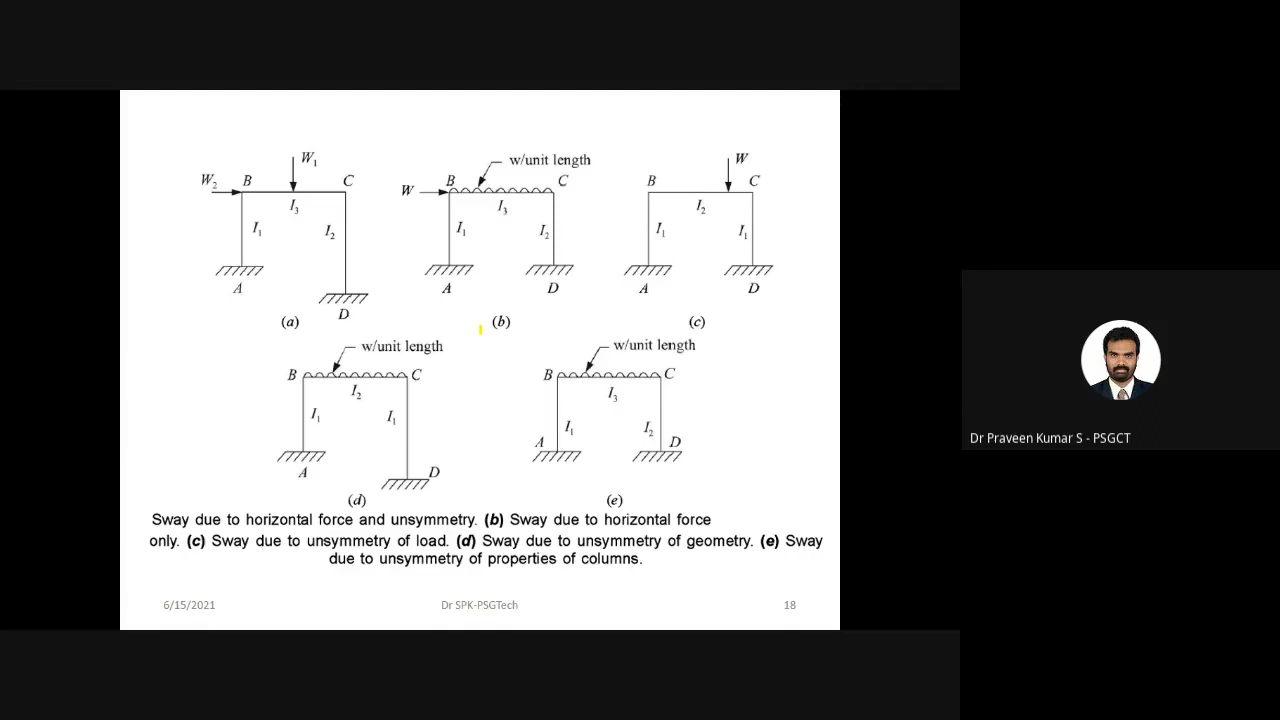 W₁
W₂ B C
I₃
I₁ I₂
A
D
(a)
w/unit length
W B C
I₃
I₁ I₂
A D
(b)
W
B C
I₂
I₁ I₁
A D
(c)
w/unit length
B C
I₂
I₁ I₁
A D
(d)
w/unit length
B C
I₃
A I₁ I₂ D
(e)
Sway due to horizontal force and unsymmetry. (b) Sway due to horizontal force
only. (c) Sway due to unsymmetry of load. (d) Sway due to unsymmetry of geometry. (e) Sway
due to unsymmetry of properties of columns.
6/15/2021 Dr SPK-PSGTech 18
Dr Praveen Kumar S - PSGCT